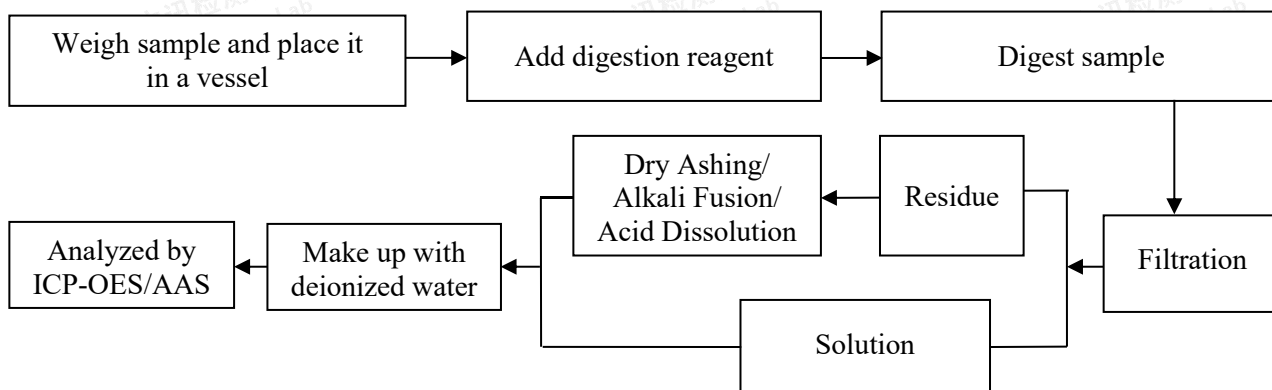 Weigh sample and place it
in a vessel
Add digestion reagent
Digest sample
Dry Ashing/
Alkali Fusion/
Acid Dissolution
Residue
Filtration
Analyzed by
ICP-OES/AAS
Make up with
deionized water
Solution